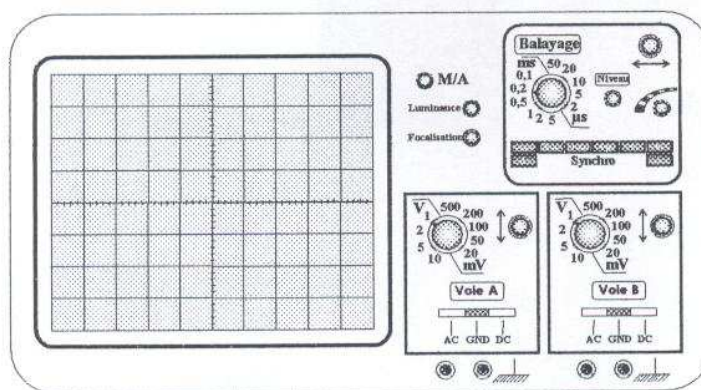 Balayage
ms 50 20
0,1 10
0,2 5
0,5 2
1 2 5 µs
Niveau
M/A
Luminance
Focalisation
Synchro
V 500
1 200
2 100
5 50
10 20
mV
Voie A
AC GND DC
V 500
1 200
2 100
5 50
10 20
mV
Voie B
AC GND DC